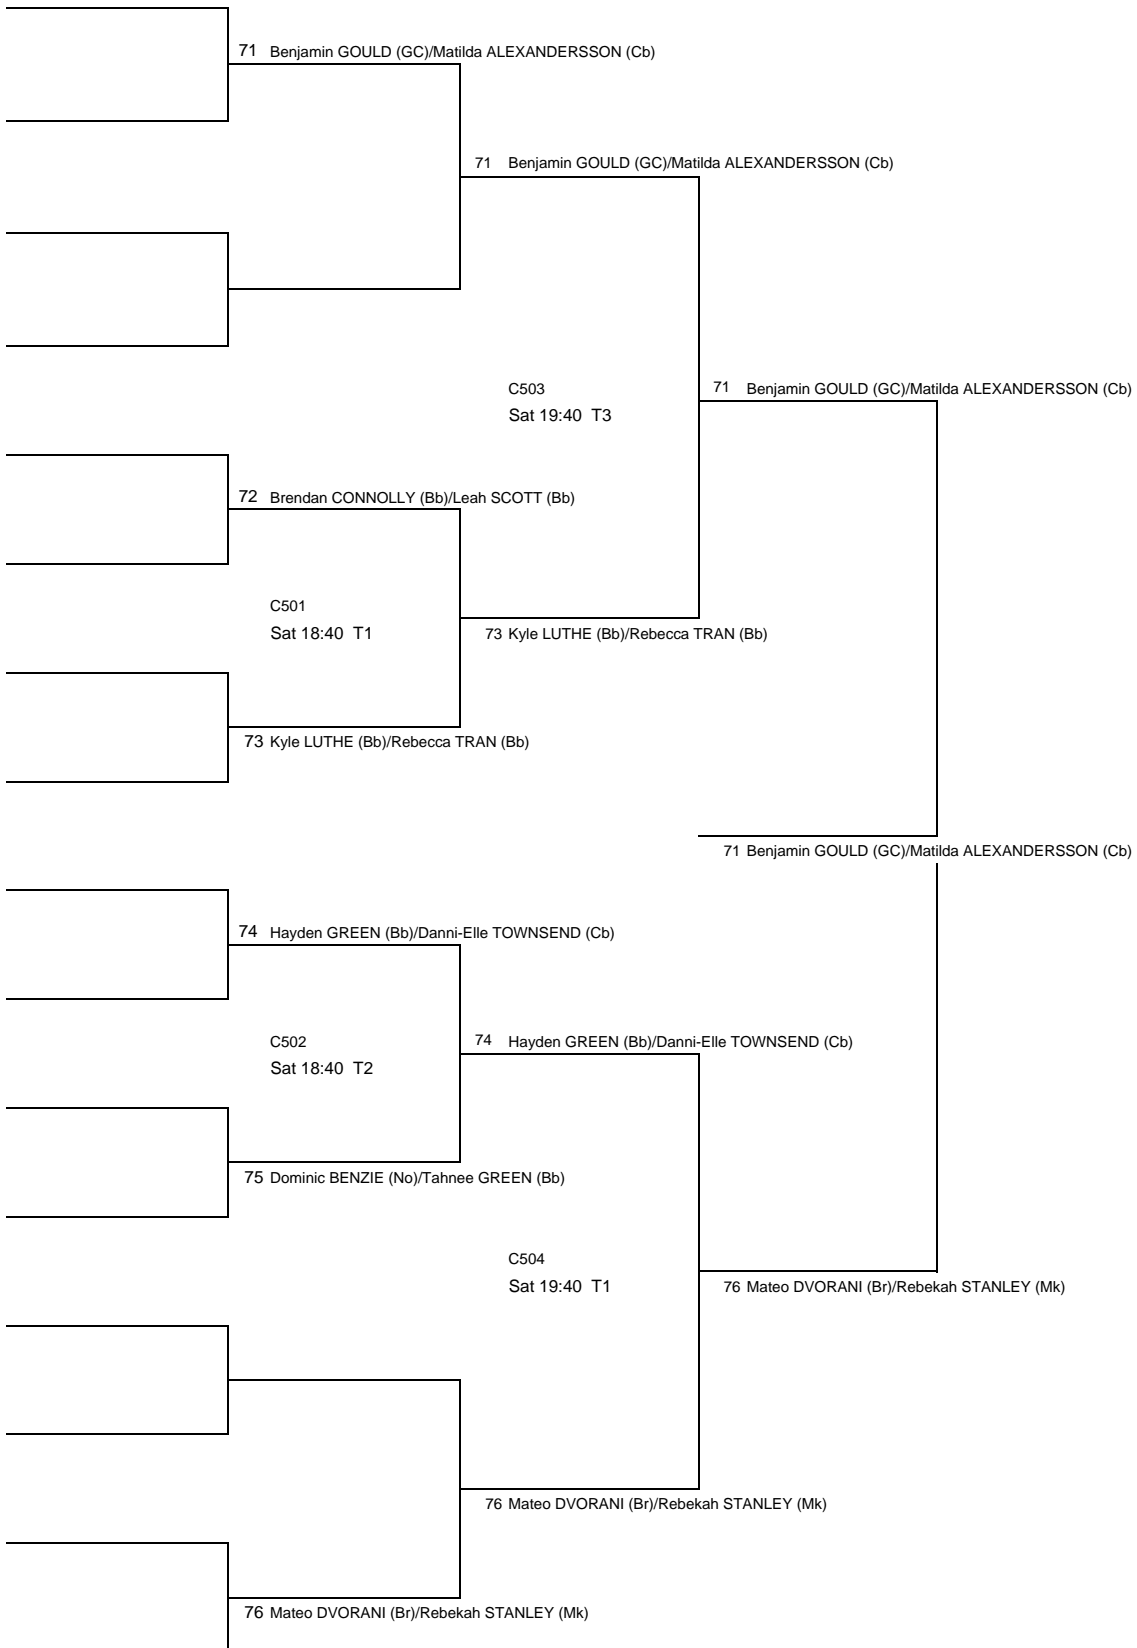 71 Benjamin GOULD (GC)/Matilda ALEXANDERSSON (Cb)
71 Benjamin GOULD (GC)/Matilda ALEXANDERSSON (Cb)
C503
71 Benjamin GOULD (GC)/Matilda ALEXANDERSSON (Cb)
Sat 19:40 T3
72 Brendan CONNOLLY (Bb)/Leah SCOTT (Bb)
C501
Sat 18:40 T1
73 Kyle LUTHE (Bb)/Rebecca TRAN (Bb)
73 Kyle LUTHE (Bb)/Rebecca TRAN (Bb)
71 Benjamin GOULD (GC)/Matilda ALEXANDERSSON (Cb)
74 Hayden GREEN (Bb)/Danni-Elle TOWNSEND (Cb)
C502
74 Hayden GREEN (Bb)/Danni-Elle TOWNSEND (Cb)
Sat 18:40 T2
75 Dominic BENZIE (No)/Tahnee GREEN (Bb)
C504
Sat 19:40 T1
76 Mateo DVORANI (Br)/Rebekah STANLEY (Mk)
76 Mateo DVORANI (Br)/Rebekah STANLEY (Mk)
76 Mateo DVORANI (Br)/Rebekah STANLEY (Mk)